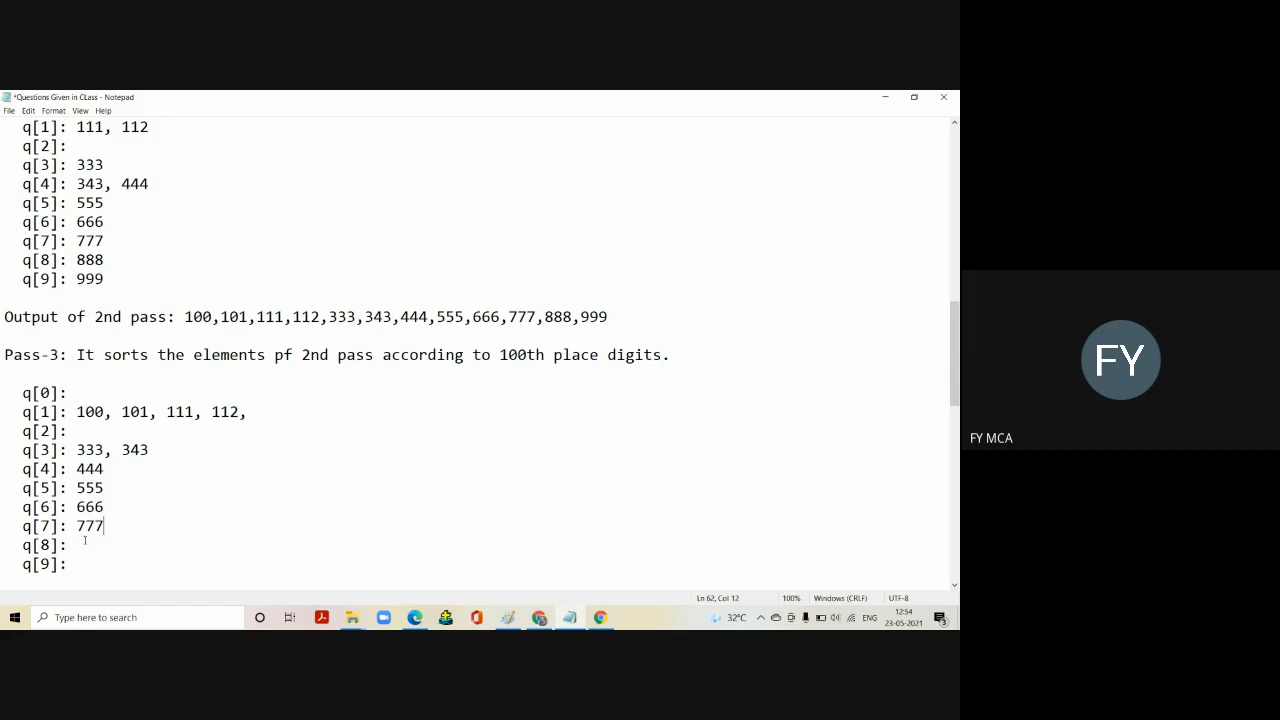 *Questions Given in CLass - Notepad
File Edit Format View Help
q[1]: 111, 112
q[2]:
q[3]: 333
q[4]: 343, 444
q[5]: 555
q[6]: 666
q[7]: 777
q[8]: 888
q[9]: 999
Output of 2nd pass: 100,101,111,112,333,343,444,555,666,777,888,999
Pass-3: It sorts the elements pf 2nd pass according to 100th place digits.
q[0]:
q[1]: 100, 101, 111, 112,
q[2]:
q[3]: 333, 343
q[4]: 444
q[5]: 555
q[6]: 666
q[7]: 777
q[8]:
q[9]:
Ln 62, Col 12 100% Windows (CRLF) UTF-8
Type here to search 32°C ENG 12:54
23-05-2021 3
FY
FY MCA